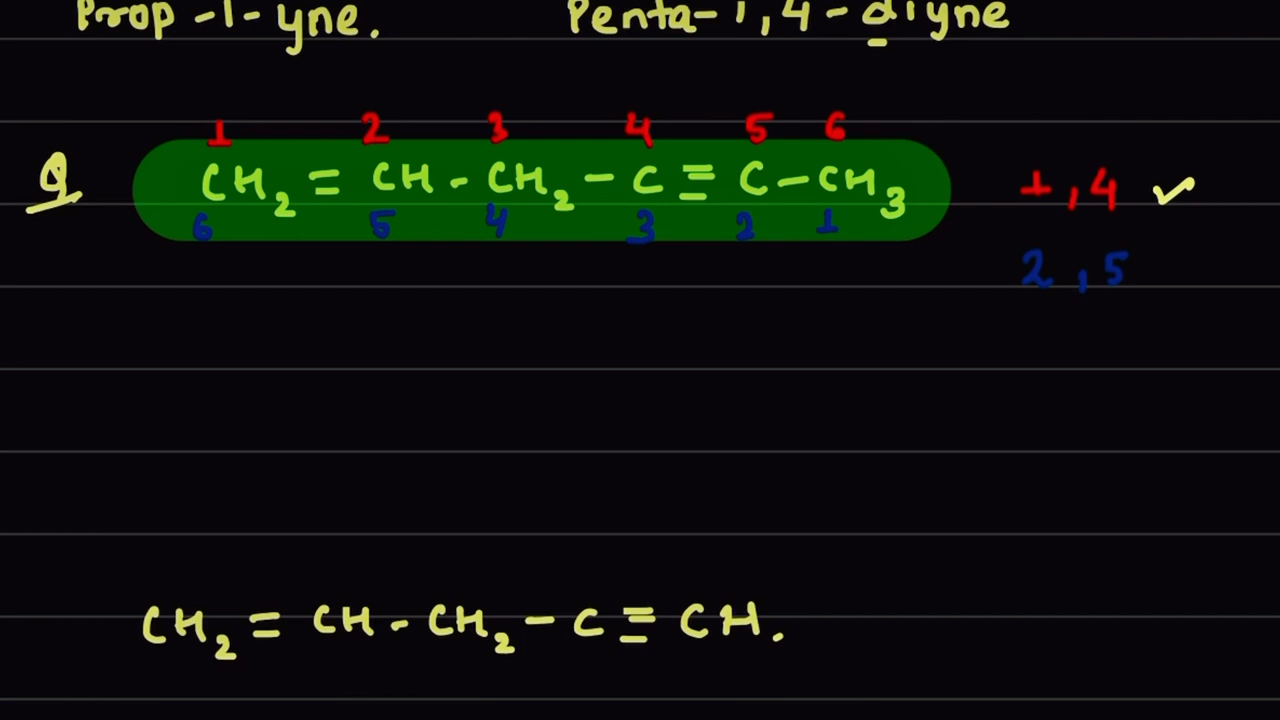 Prop-1-yne. Penta-1,4-diyne
1 2 3 4 5 6
Q CH₂ = CH - CH₂ - C ≡ C - CH₃ 1,4 ✓
6 5 4 3 2 1 2,5
CH₂ = CH - CH₂ - C ≡ CH.